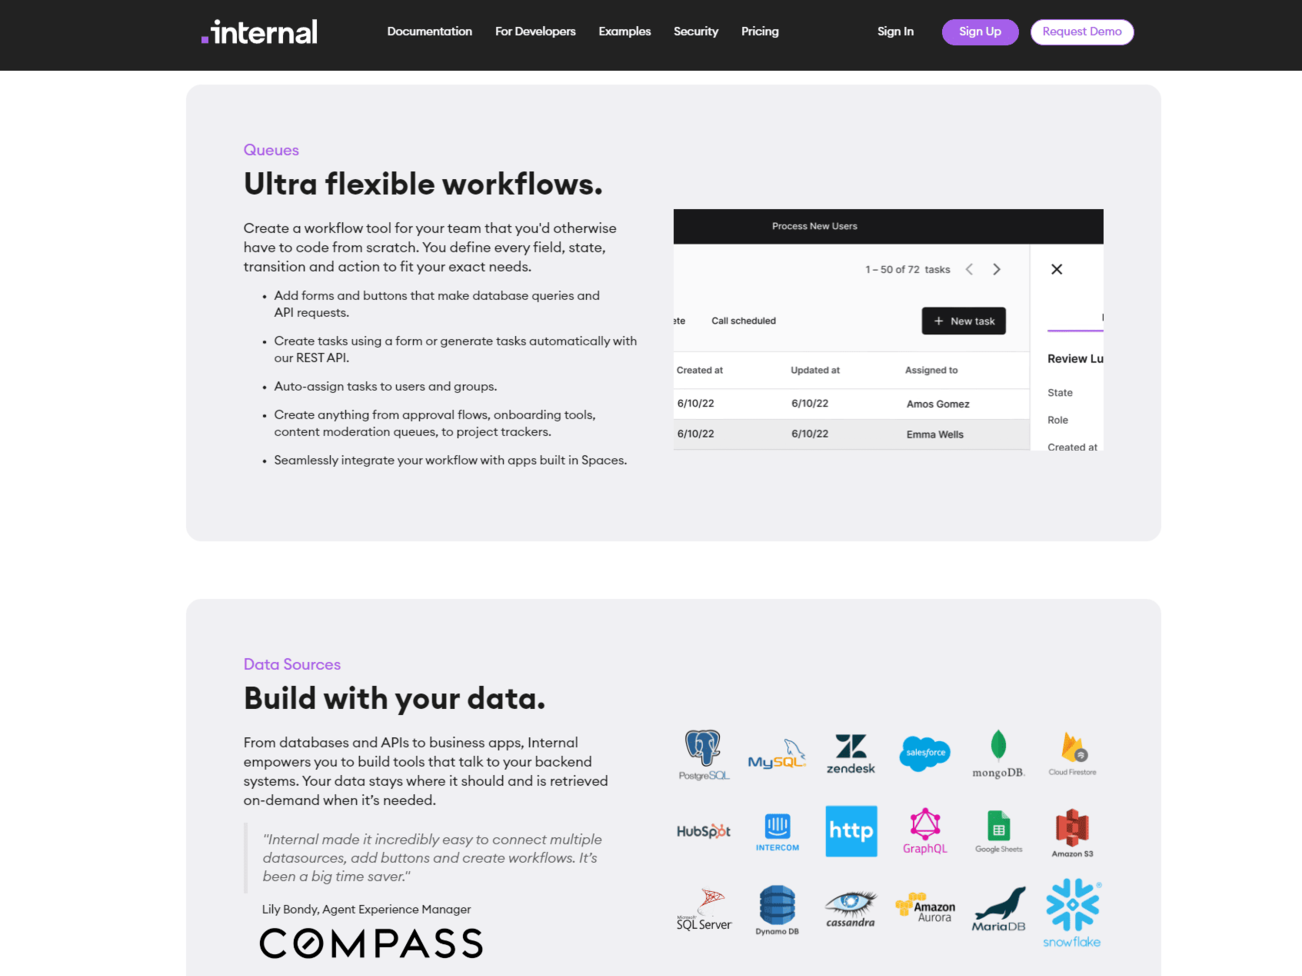 .internal
Documentation For Developers Examples Security Pricing Sign In Sign Up Request Demo
Queues
Ultra flexible workflows.
Create a workflow tool for your team that you'd otherwise
have to code from scratch. You define every field, state,
transition and action to fit your exact needs.
• Add forms and buttons that make database queries and
API requests.
• Create tasks using a form or generate tasks automatically with
our REST API.
• Auto-assign tasks to users and groups.
• Create anything from approval flows, onboarding tools,
content moderation queues, to project trackers.
• Seamlessly integrate your workflow with apps built in Spaces.
Process New Users
1 – 50 of 72 tasks
ete Call scheduled + New task
Created at Updated at Assigned to
6/10/22 6/10/22 Amos Gomez
6/10/22 6/10/22 Emma Wells
Review Lu
State
Role
Created at
Data Sources
Build with your data.
From databases and APIs to business apps, Internal
empowers you to build tools that talk to your backend
systems. Your data stays where it should and is retrieved
on-demand when it’s needed.
"Internal made it incredibly easy to connect multiple
datasources, add buttons and create workflows. It’s
been a big time saver."
Lily Bondy, Agent Experience Manager
COMPASS
PostgreSQL MySQL zendesk salesforce mongoDB Cloud Firestore
HubSpot INTERCOM http GraphQL Google Sheets Amazon S3
Microsoft
SQL Server Dynamo DB cassandra Amazon
Aurora MariaDB snowflake